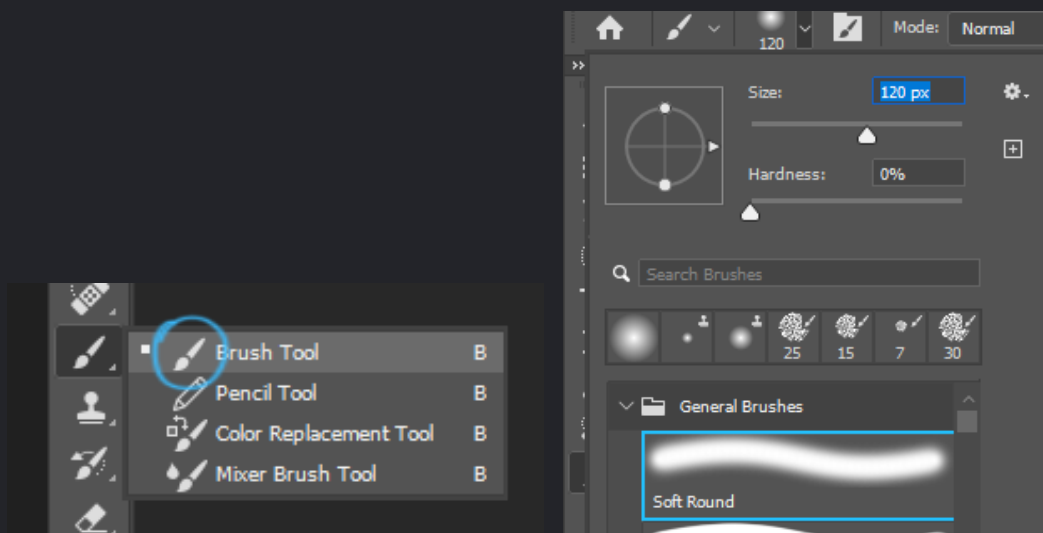 Brush Tool B
Pencil Tool B
Color Replacement Tool B
Mixer Brush Tool B
120
Mode: Normal
Size: 120 px
Hardness: 0%
Search Brushes
25 15 7 30
General Brushes
Soft Round